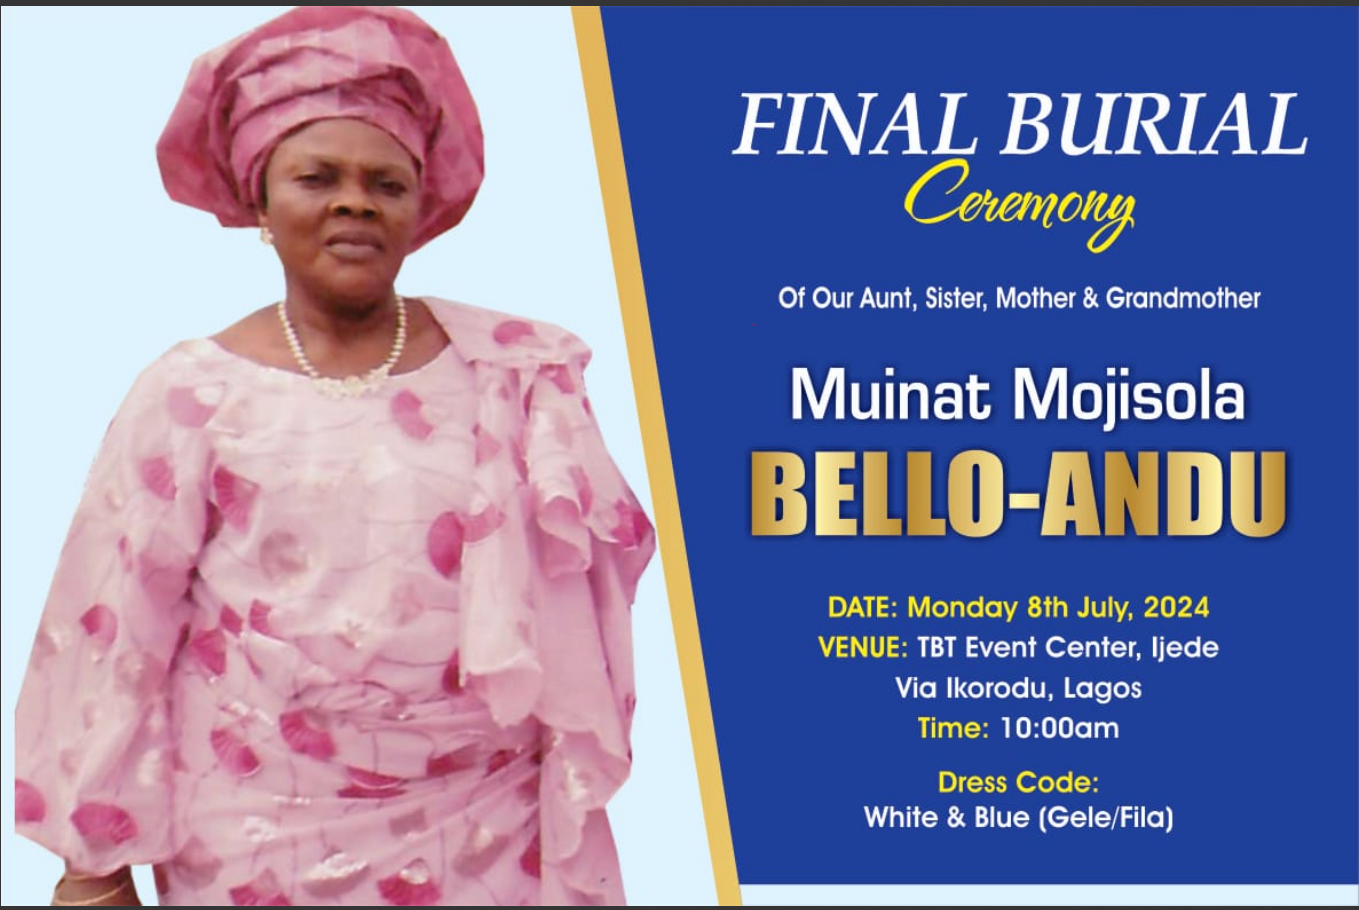 FINAL BURIAL
Ceremony
Of Our Aunt, Sister, Mother & Grandmother
Muinat Mojisola
BELLO-ANDU
DATE: Monday 8th July, 2024
VENUE: TBT Event Center, Ijede
Via Ikorodu, Lagos
Time: 10:00am
Dress Code:
White & Blue (Gele/Fila)